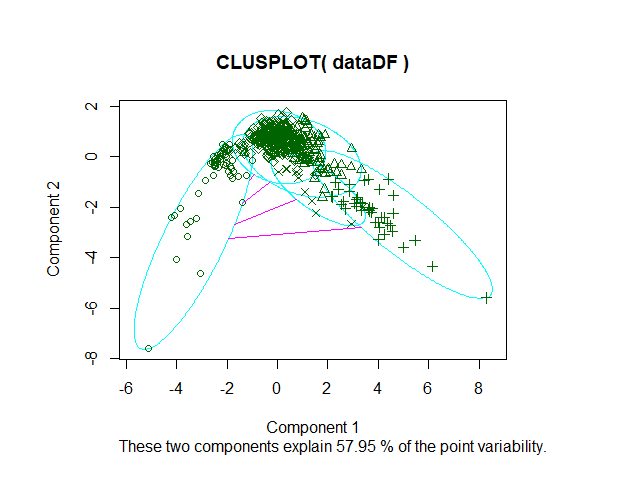 CLUSPLOT( dataDF )
Component 2
2
0
-2
-4
-6
-8
-6 -4 -2 0 2 4 6 8
Component 1
These two components explain 57.95 % of the point variability.